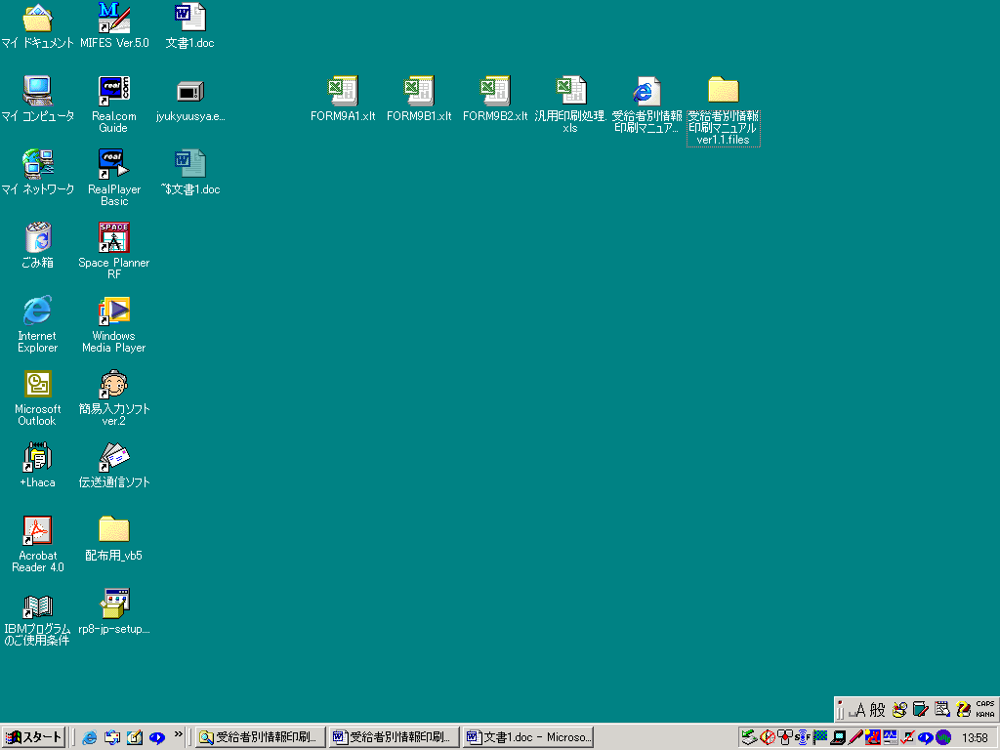 マイ ドキュメント
MIFES Ver.5.0
文書1.doc
マイ コンピュータ
Real.com
Guide
jyukyuusya.e...
FORM9A1.xlt
FORM9B1.xlt
FORM9B2.xlt
汎用印刷処理.
xls
受給者別情報
印刷マニュア...
受給者別情報
印刷マニュアル
ver1.1.files
マイ ネットワーク
RealPlayer
Basic
~$文書1.doc
ごみ箱
SPACE
Space Planner
RF
Internet
Explorer
Windows
Media Player
Microsoft
Outlook
簡易入力ソフト
ver.2
+Lhaca
伝送通信ソフト
Acrobat
Reader 4.0
配布用_vb5
IBMプログラム
のご使用条件
rp8-jp-setup....
_A 般
CAPS
KANA
スタート
受給者別情報印刷...
受給者別情報印刷...
文書1.doc - Microso...
13:58